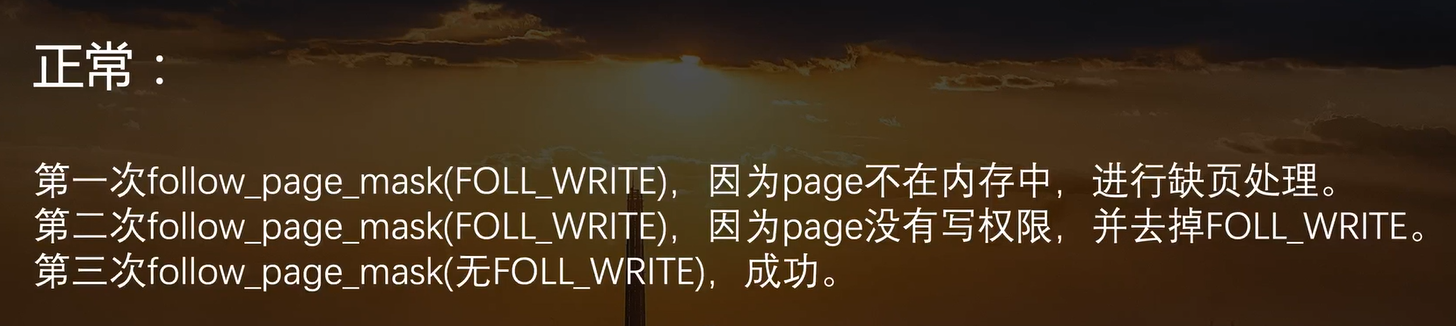 正常：
第一次follow_page_mask(FOLL_WRITE)，因为page不在内存中，进行缺页处理。
第二次follow_page_mask(FOLL_WRITE)，因为page没有写权限，并去掉FOLL_WRITE。
第三次follow_page_mask(无FOLL_WRITE)，成功。